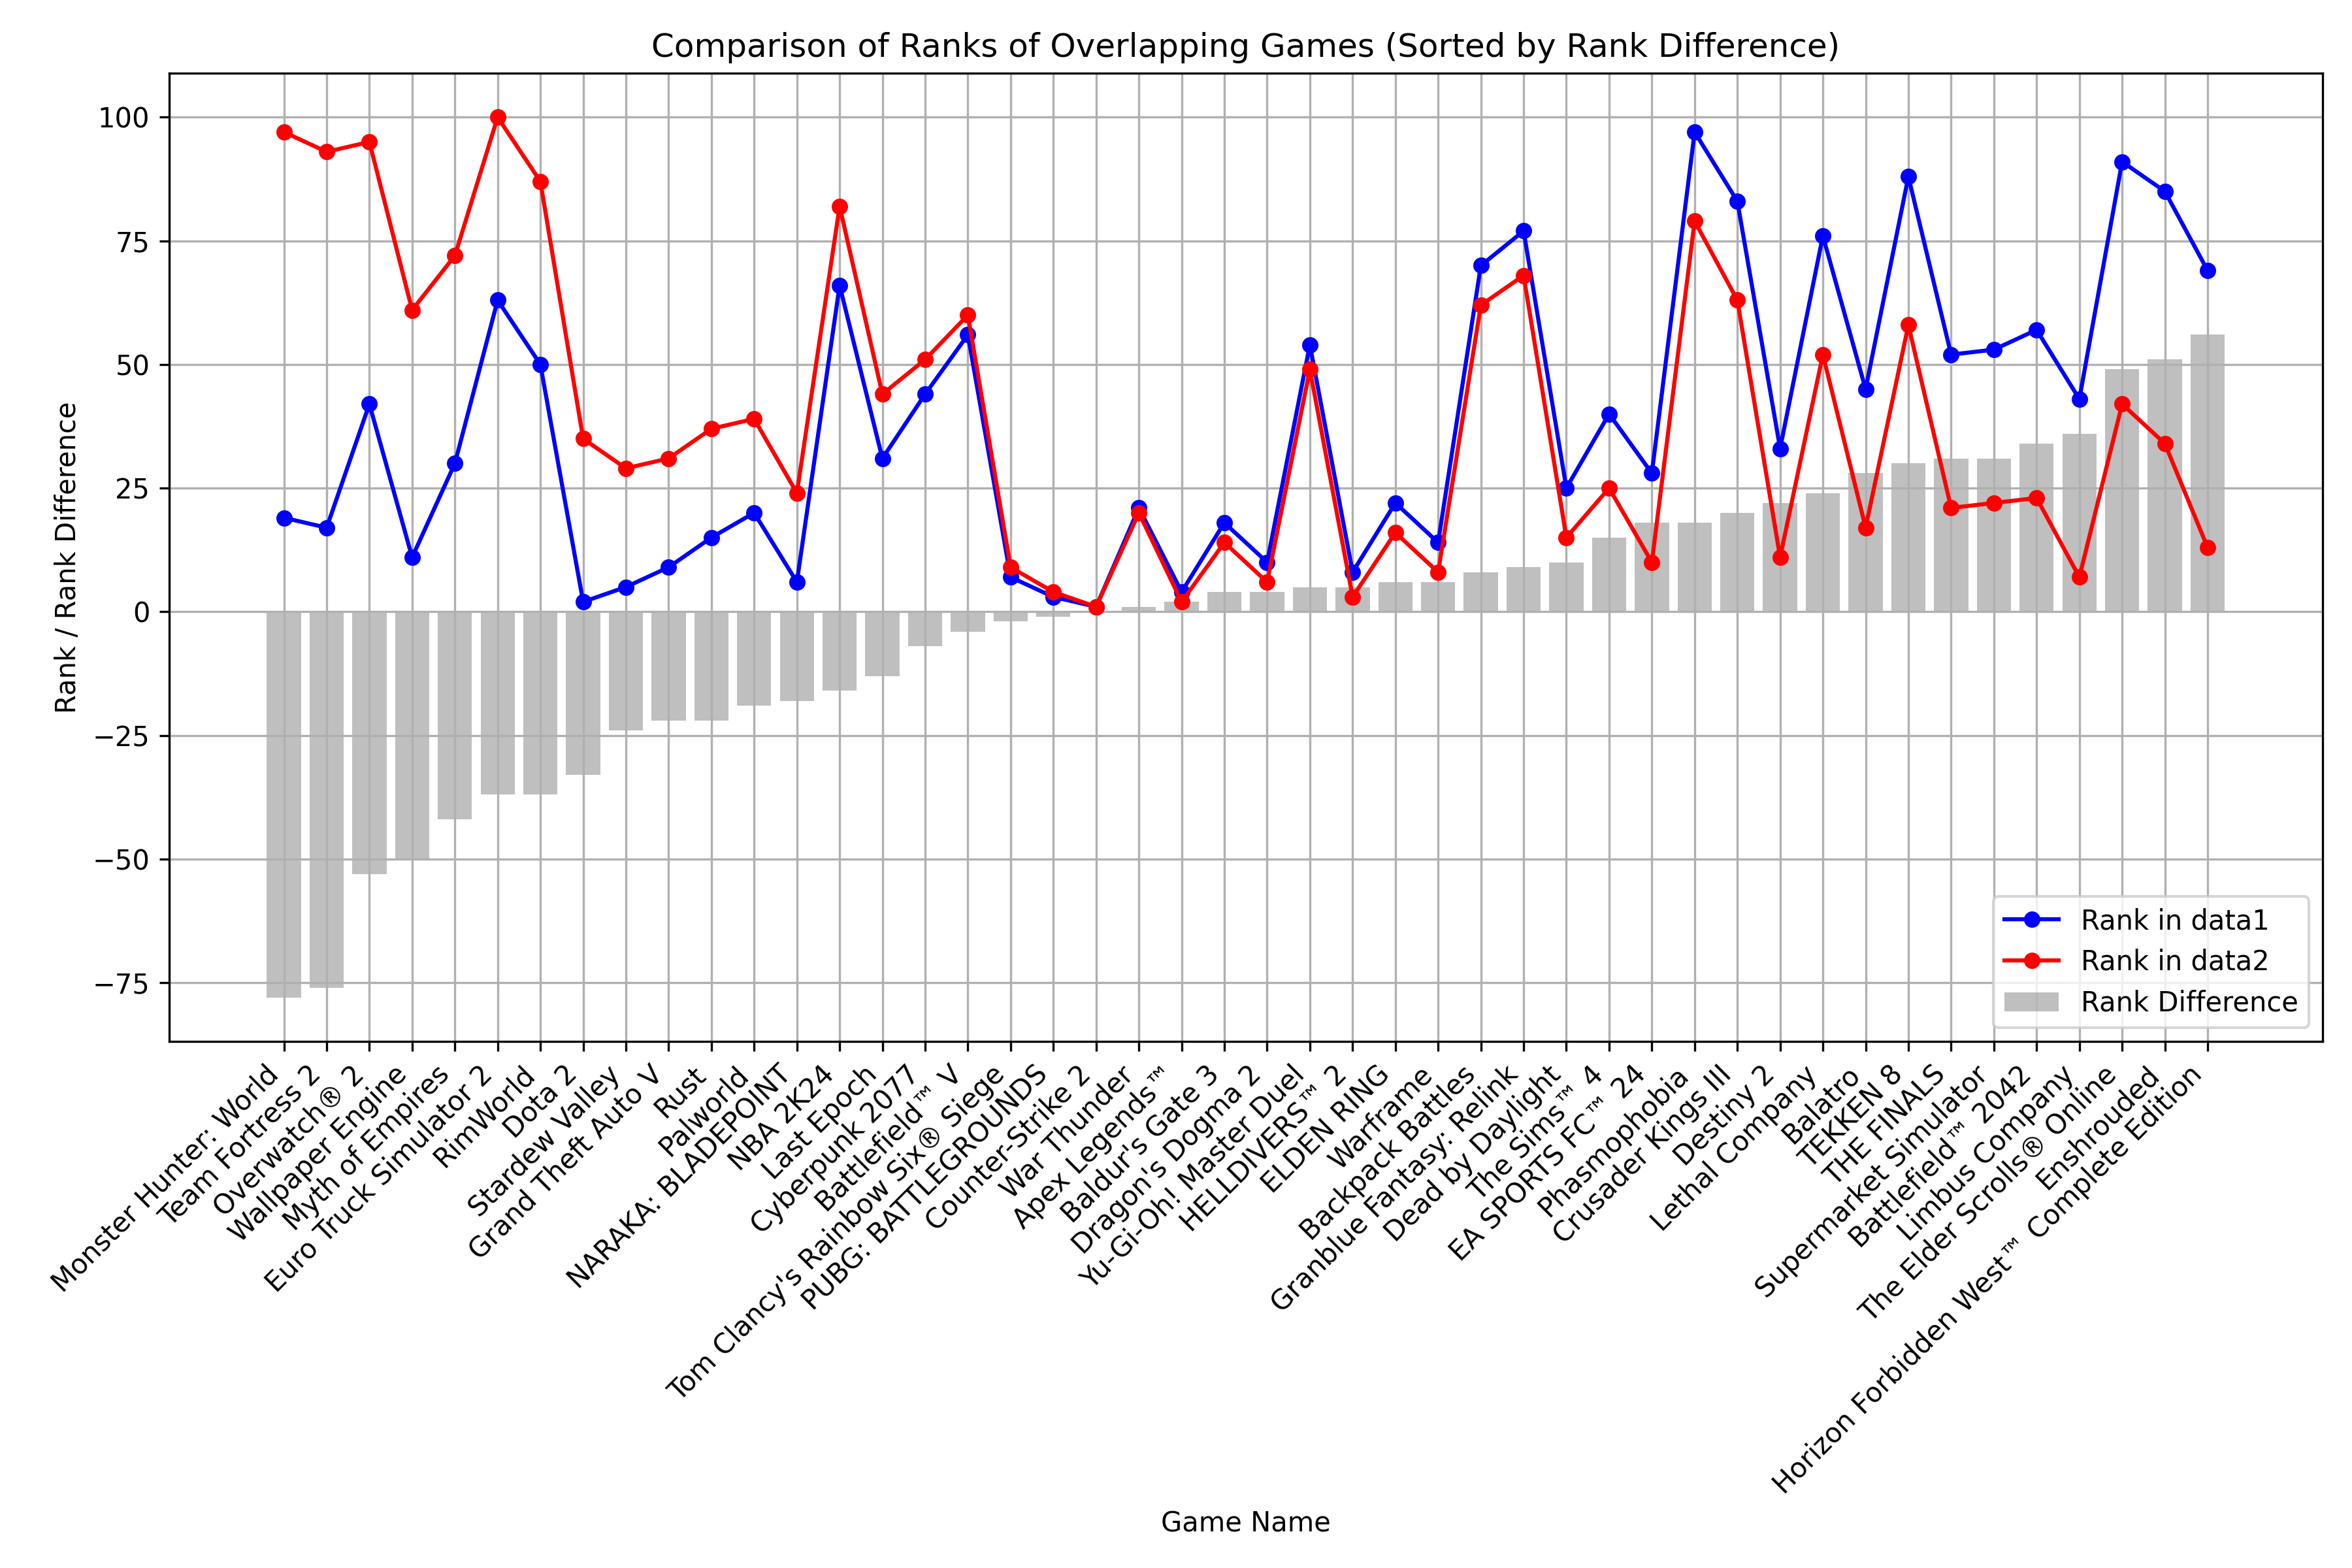 Comparison of Ranks of Overlapping Games (Sorted by Rank Difference)
Rank / Rank Difference
100
75
50
25
0
−25
−50
−75
Rank in data1
Rank in data2
Rank Difference
Monster Hunter: World
Team Fortress 2
Overwatch® 2
Wallpaper Engine
Myth of Empires
Euro Truck Simulator 2
RimWorld
Dota 2
Stardew Valley
Grand Theft Auto V
Rust
Palworld
NARAKA: BLADEPOINT
NBA 2K24
Last Epoch
Cyberpunk 2077
Battlefield™ V
Tom Clancy's Rainbow Six® Siege
PUBG: BATTLEGROUNDS
Counter-Strike 2
War Thunder
Apex Legends™
Baldur's Gate 3
Dragon's Dogma 2
Yu-Gi-Oh! Master Duel
HELLDIVERS™ 2
ELDEN RING
Warframe
Backpack Battles
Granblue Fantasy: Relink
Dead by Daylight
The Sims™ 4
EA SPORTS FC™ 24
Phasmophobia
Crusader Kings III
Destiny 2
Lethal Company
Balatro
TEKKEN 8
THE FINALS
Supermarket Simulator
Battlefield™ 2042
Limbus Company
The Elder Scrolls® Online
Enshrouded
Horizon Forbidden West™ Complete Edition
Game Name